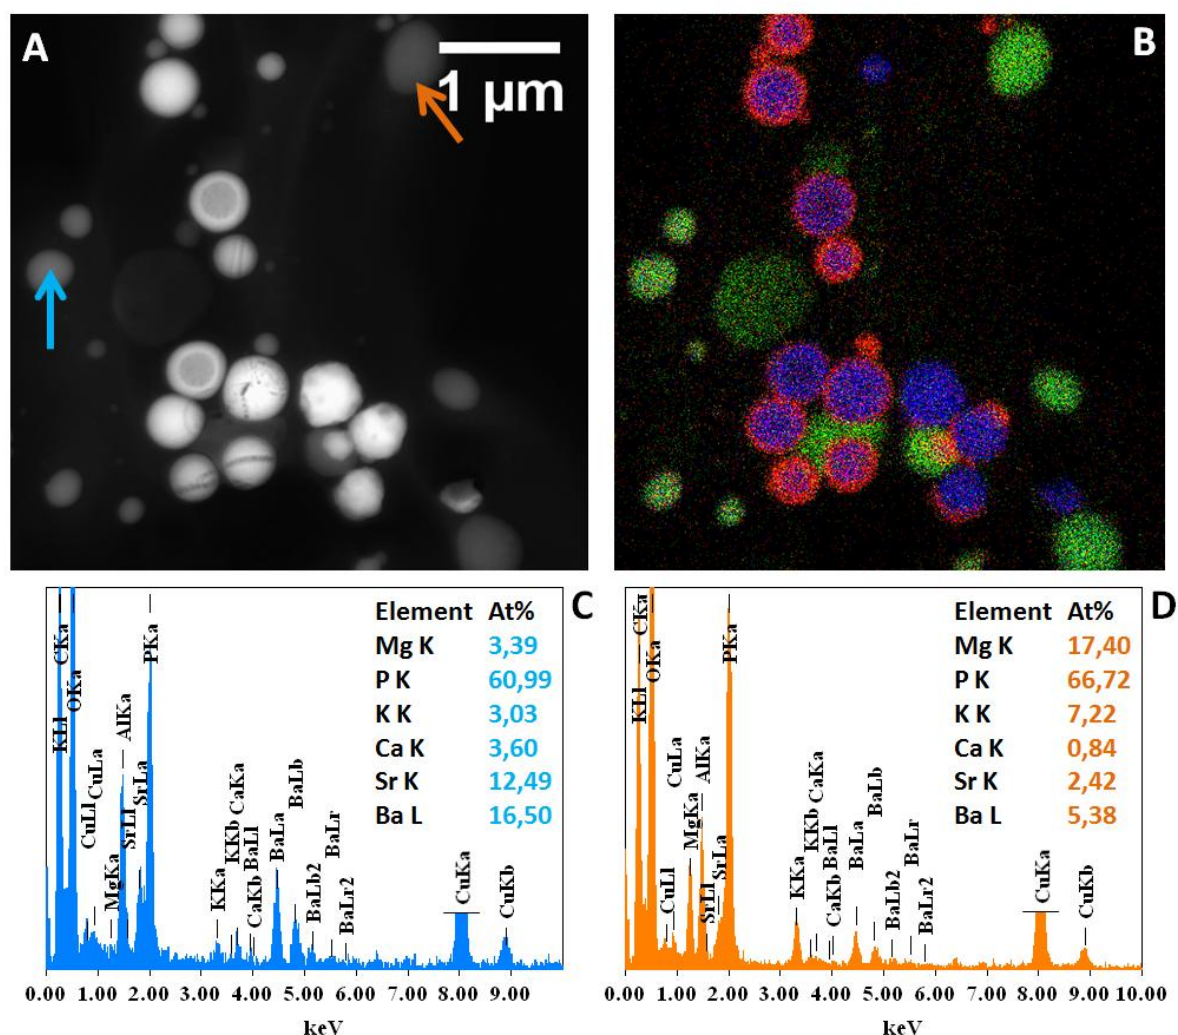 A
1 µm
B
C
Element At%
Mg K 3,39
P K 60,99
K K 3,03
Ca K 3,60
Sr K 12,49
Ba L 16,50
KLl
CKa
OKa
CuLl
CuLa
MgKa
AlKa
SrLl
SrLa
PKa
KKa
KKb
CaKa
CaKb
BaLl
BaLa
BaLb
BaLb2
BaLr
BaLr2
CuKa
CuKb
0.00 1.00 2.00 3.00 4.00 5.00 6.00 7.00 8.00 9.00
keV
D
Element At%
Mg K 17,40
P K 66,72
K K 7,22
Ca K 0,84
Sr K 2,42
Ba L 5,38
KLl
CKa
OKa
CuLl
CuLa
MgKa
AlKa
SrLl
SrLa
PKa
KKa
KKb
CaKa
CaKb
BaLl
BaLa
BaLb
BaLb2
BaLr
BaLr2
CuKa
CuKb
0.00 1.00 2.00 3.00 4.00 5.00 6.00 7.00 8.00 9.00 10.00
keV